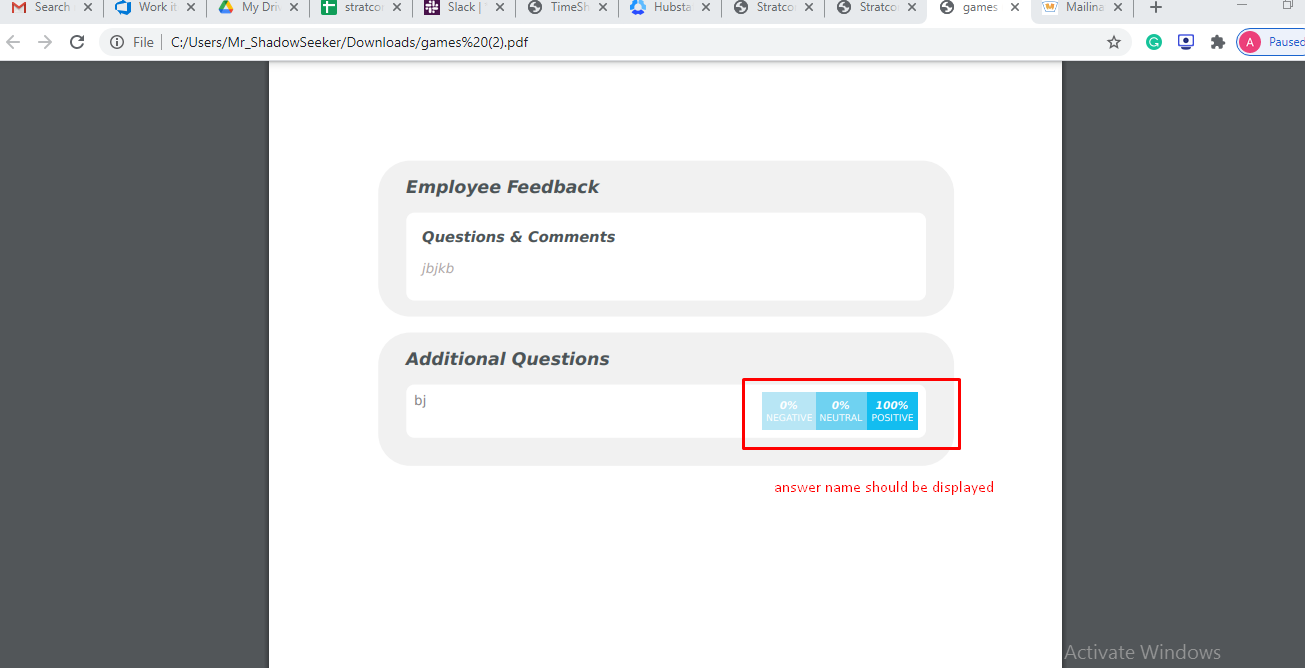 Search
Work it
My Dri
stratcon
Slack |
TimeSh
Hubsta
Stratco
Stratco
games
Mailina
File
C:/Users/Mr_ShadowSeeker/Downloads/games%20(2).pdf
G
A
Paused
Employee Feedback
Questions & Comments
jbjkb
Additional Questions
bj
0% 0% 100%
NEGATIVE NEUTRAL POSITIVE
answer name should be displayed
Activate Windows